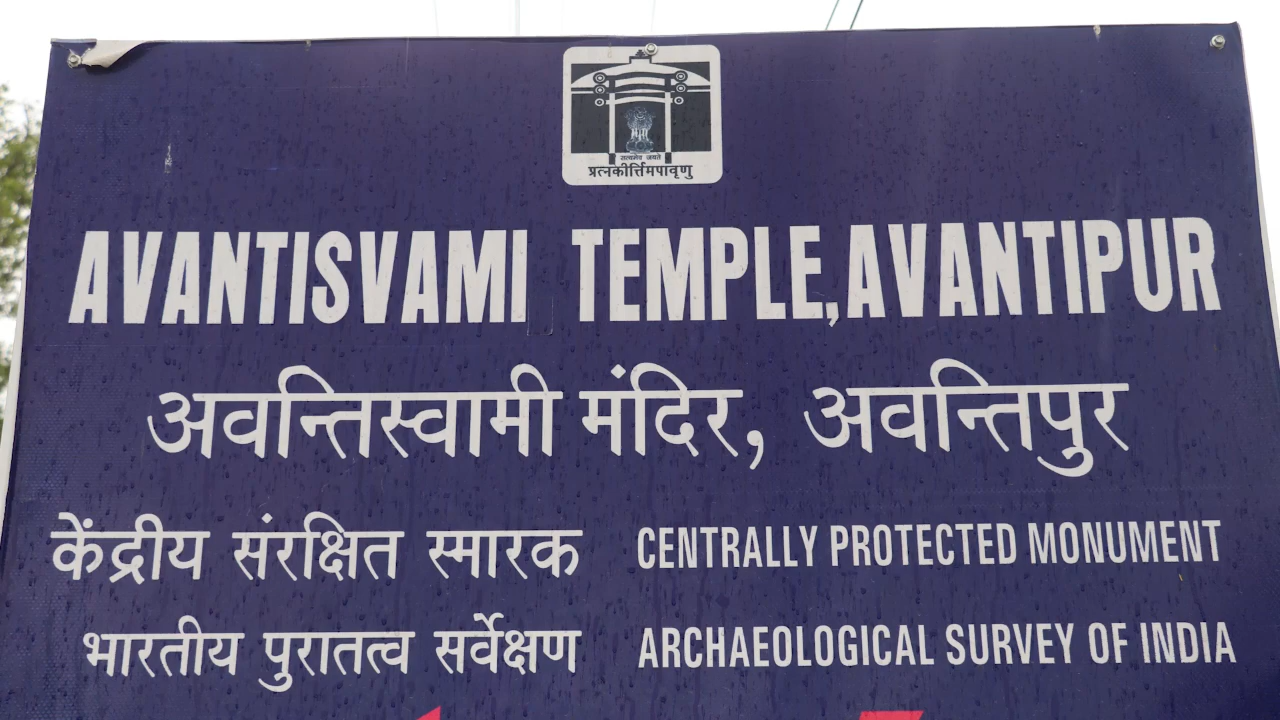 सत्यमेव जयते
प्रत्नकीर्त्तिमपावृणु
AVANTISVAMI TEMPLE,AVANTIPUR
अवन्तिस्वामी मंदिर, अवन्तिपुर
केंद्रीय संरक्षित स्मारक CENTRALLY PROTECTED MONUMENT
भारतीय पुरातत्व सर्वेक्षण ARCHAEOLOGICAL SURVEY OF INDIA